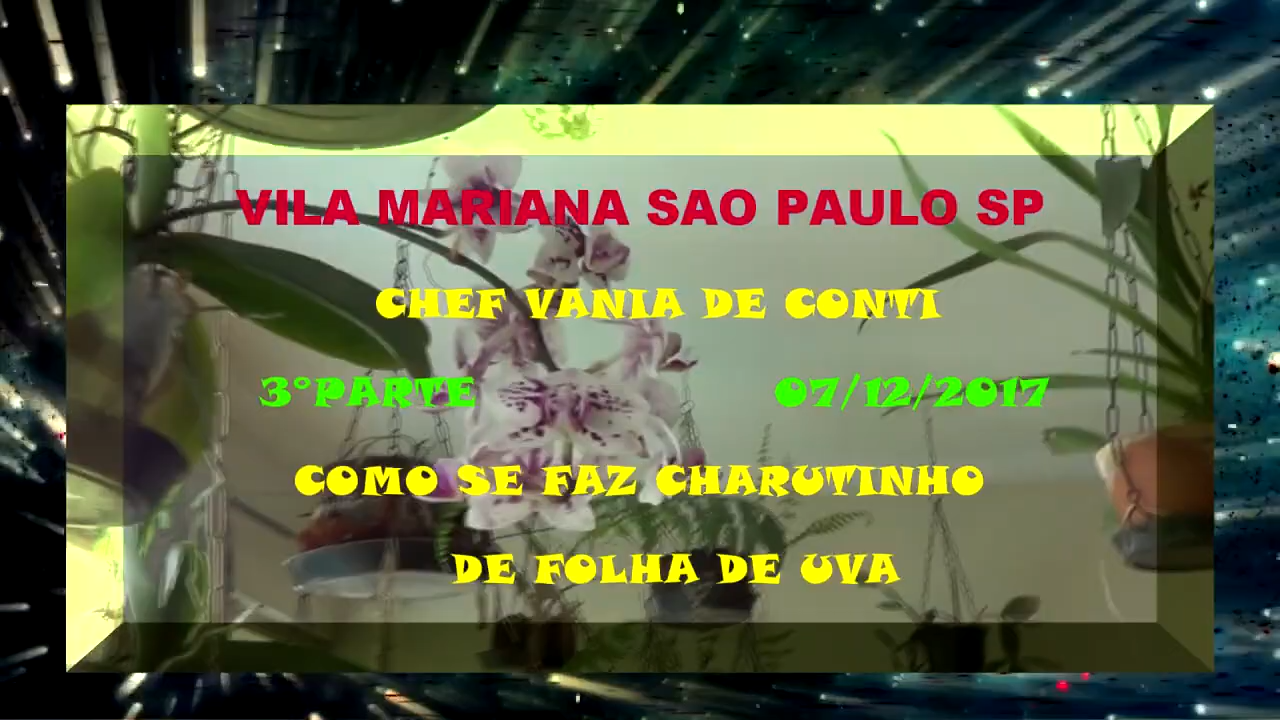 VILA MARIANA SAO PAULO SP
CHEF VANIA DE CONTI
3°PARTE 07/12/2017
COMO SE FAZ CHARUTINHO
DE FOLHA DE UVA